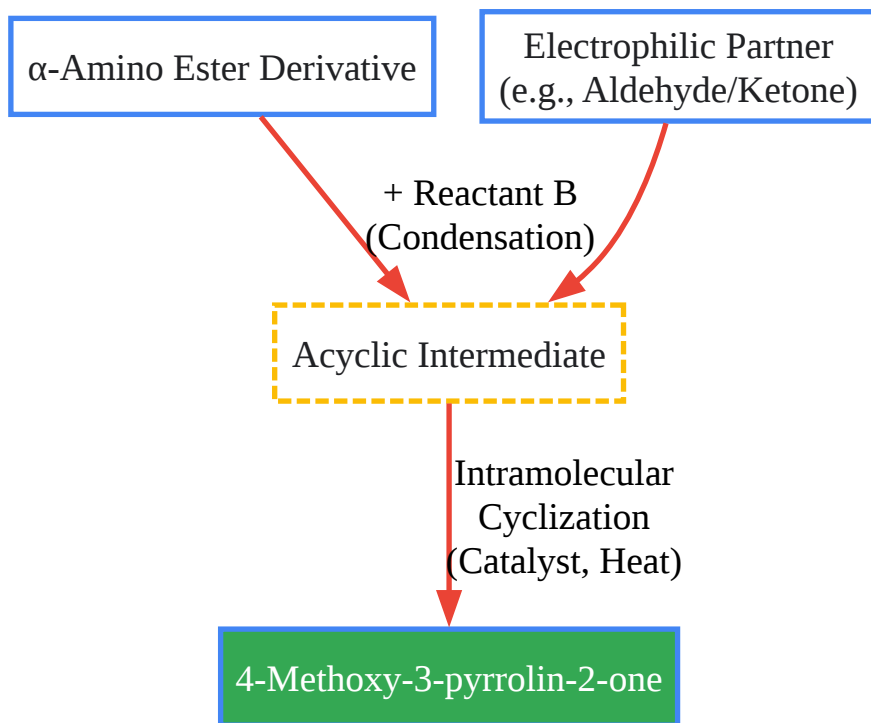 α-Amino Ester Derivative
Electrophilic Partner
(e.g., Aldehyde/Ketone)
+ Reactant B
(Condensation)
Acyclic Intermediate
Intramolecular
Cyclization
(Catalyst, Heat)
4-Methoxy-3-pyrrolin-2-one